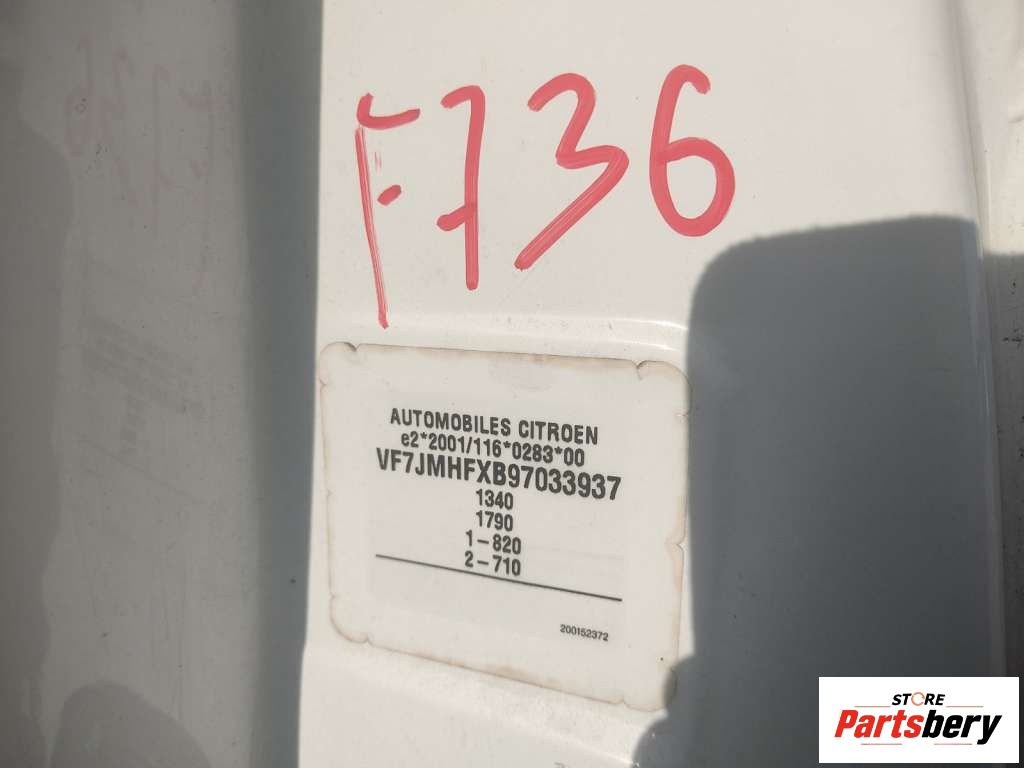 F736
AUTOMOBILES CITROEN
e2*2001/116*0283*00
VF7JMHFXB97033937
1340
1790
1-820
2-710
200152372
STORE
Partsbery